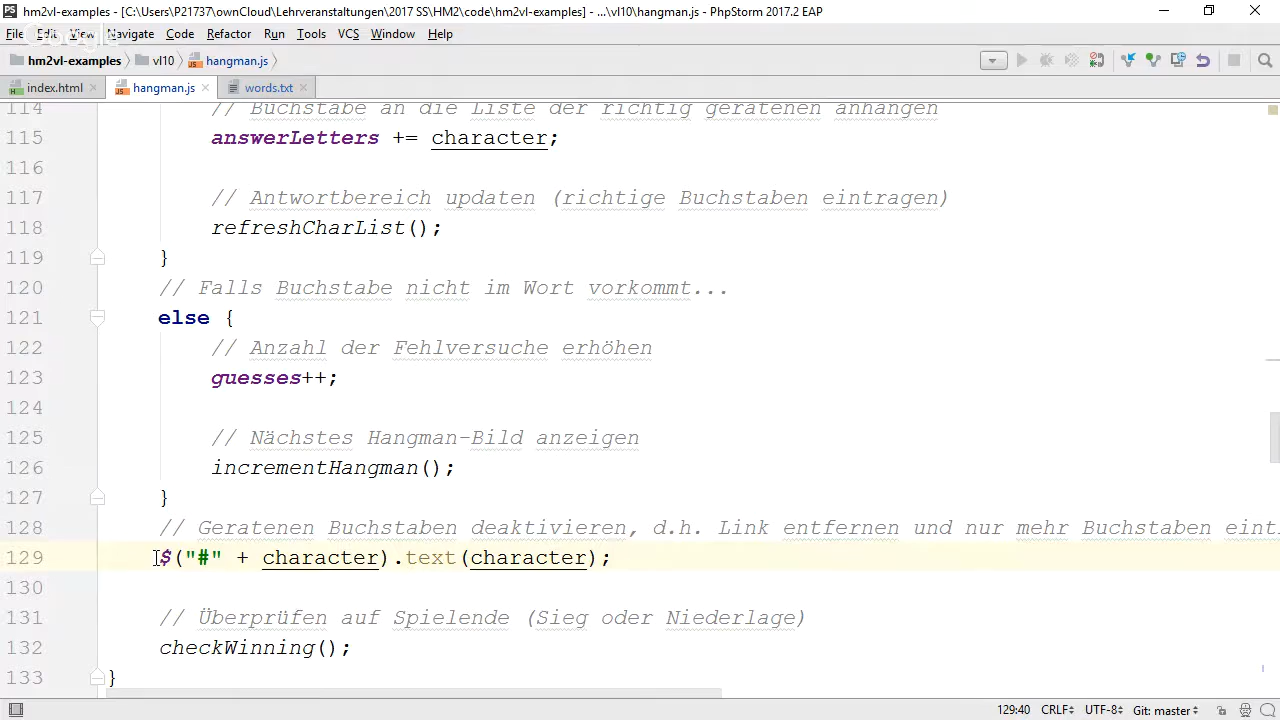 hm2vl-examples - [C:\Users\P21737\ownCloud\Lehrveranstaltungen\2017 SS\HM2\code\hm2vl-examples] - ...\vl10\hangman.js - PhpStorm 2017.2 EAP
File Edit View Navigate Code Refactor Run Tools VCS Window Help
Google
hm2vl-examples vl10 hangman.js
index.html hangman.js words.txt
114 // Buchstabe an die Liste der richtig geratenen anhängen
115 answerLetters += character;
116
117 // Antwortbereich updaten (richtige Buchstaben eintragen)
118 refreshCharList();
119 }
120 // Falls Buchstabe nicht im Wort vorkommt...
121 else {
122 // Anzahl der Fehlversuche erhöhen
123 guesses++;
124
125 // Nächstes Hangman-Bild anzeigen
126 incrementHangman();
127 }
128 // Geratenen Buchstaben deaktivieren, d.h. Link entfernen und nur mehr Buchstaben eint
129 $("#" + character).text(character);
130
131 // Überprüfen auf Spielende (Sieg oder Niederlage)
132 checkWinning();
133 }
129:40 CRLF UTF-8 Git: master